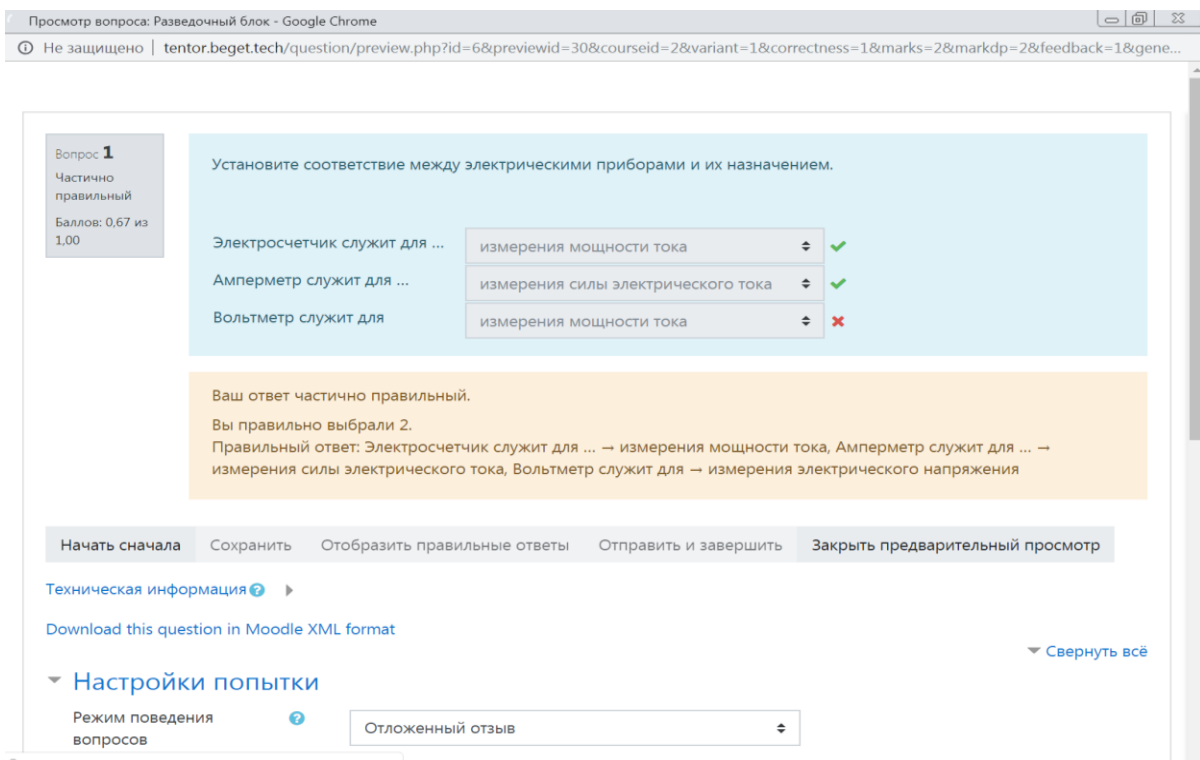 Просмотр вопроса: Разведочный блок - Google Chrome
Не защищено | tentor.beget.tech/question/preview.php?id=6&previewid=30&courseid=2&variant=1&correctness=1&marks=2&markdp=2&feedback=1&gene...
Вопрос 1
Частично
правильный
Баллов: 0,67 из
1,00
Установите соответствие между электрическими приборами и их назначением.
Электросчетчик служит для ... измерения мощности тока
Амперметр служит для ... измерения силы электрического тока
Вольтметр служит для измерения мощности тока
Ваш ответ частично правильный.
Вы правильно выбрали 2.
Правильный ответ: Электросчетчик служит для ... → измерения мощности тока, Амперметр служит для ... →
измерения силы электрического тока, Вольтметр служит для → измерения электрического напряжения
Начать сначала Сохранить Отобразить правильные ответы Отправить и завершить Закрыть предварительный просмотр
Техническая информация
Download this question in Moodle XML format
Свернуть всё
Настройки попытки
Режим поведения
вопросов
Отложенный отзыв